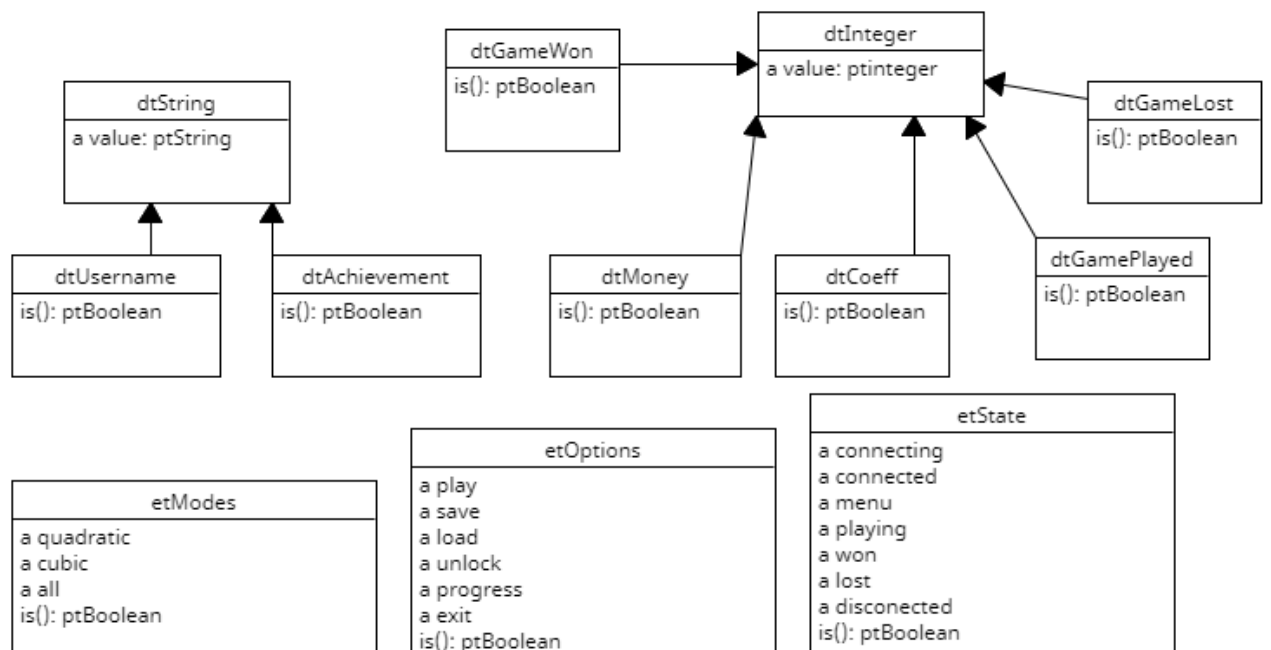 dtGameWon
is(): ptBoolean
dtInteger
a value: ptinteger
dtString
a value: ptString
dtGameLost
is(): ptBoolean
dtUsername
is(): ptBoolean
dtAchievement
is(): ptBoolean
dtMoney
is(): ptBoolean
dtCoeff
is(): ptBoolean
dtGamePlayed
is(): ptBoolean
etModes
a quadratic
a cubic
a all
is(): ptBoolean
etOptions
a play
a save
a load
a unlock
a progress
a exit
is(): ptBoolean
etState
a connecting
a connected
a menu
a playing
a won
a lost
a disconected
is(): ptBoolean